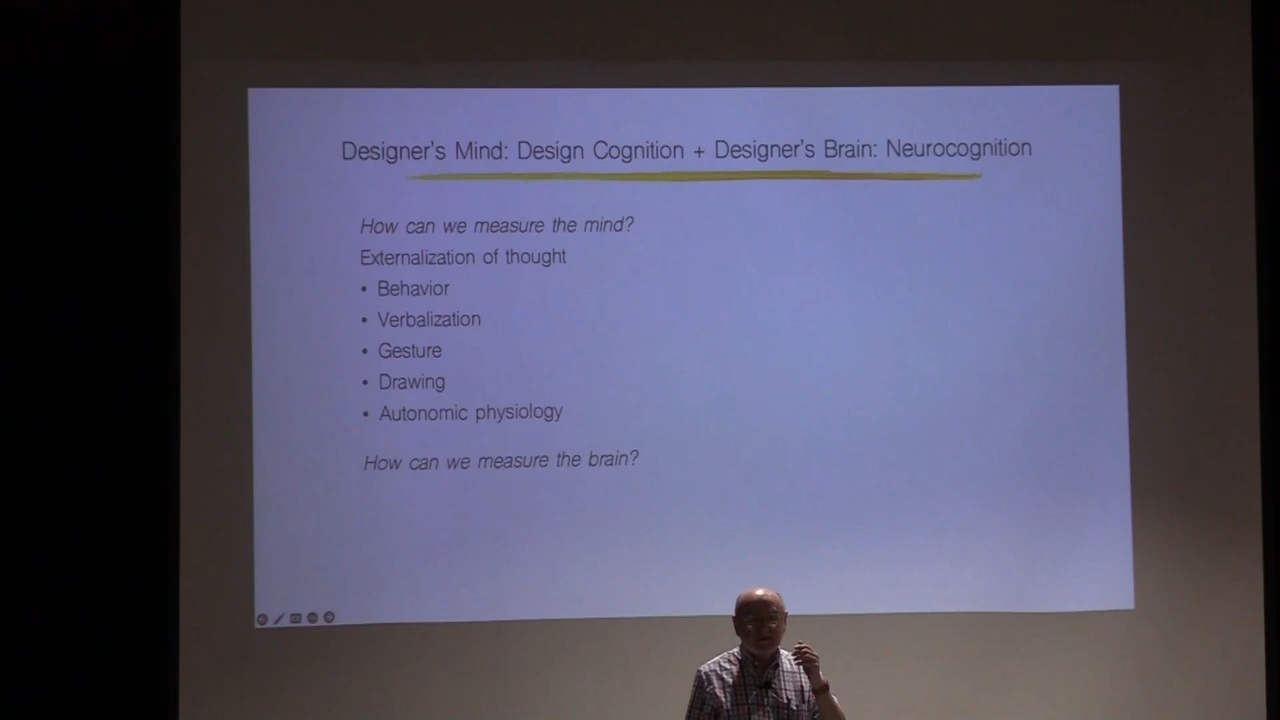 Designer's Mind: Design Cognition + Designer's Brain: Neurocognition
How can we measure the mind?
Externalization of thought
• Behavior
• Verbalization
• Gesture
• Drawing
• Autonomic physiology
How can we measure the brain?